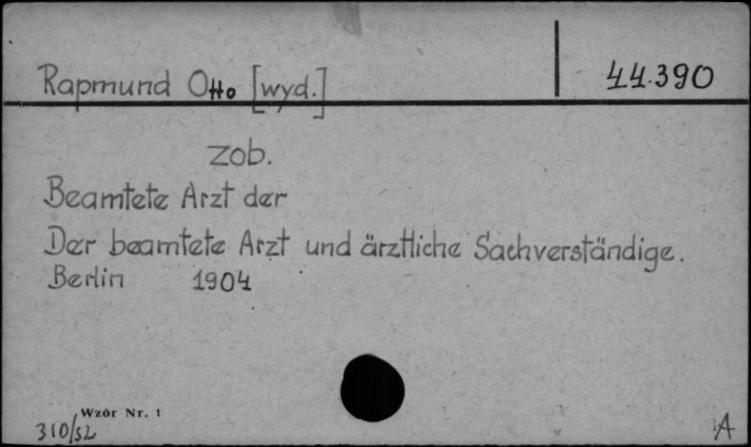 Rapmund Otto [wyd.] 44.390
zob.
Beamtete Arzt der
Der beamtete Arzt und ärztliche Sachverständige.
Berlin 1904
Wzór Nr. 1
310/52
A